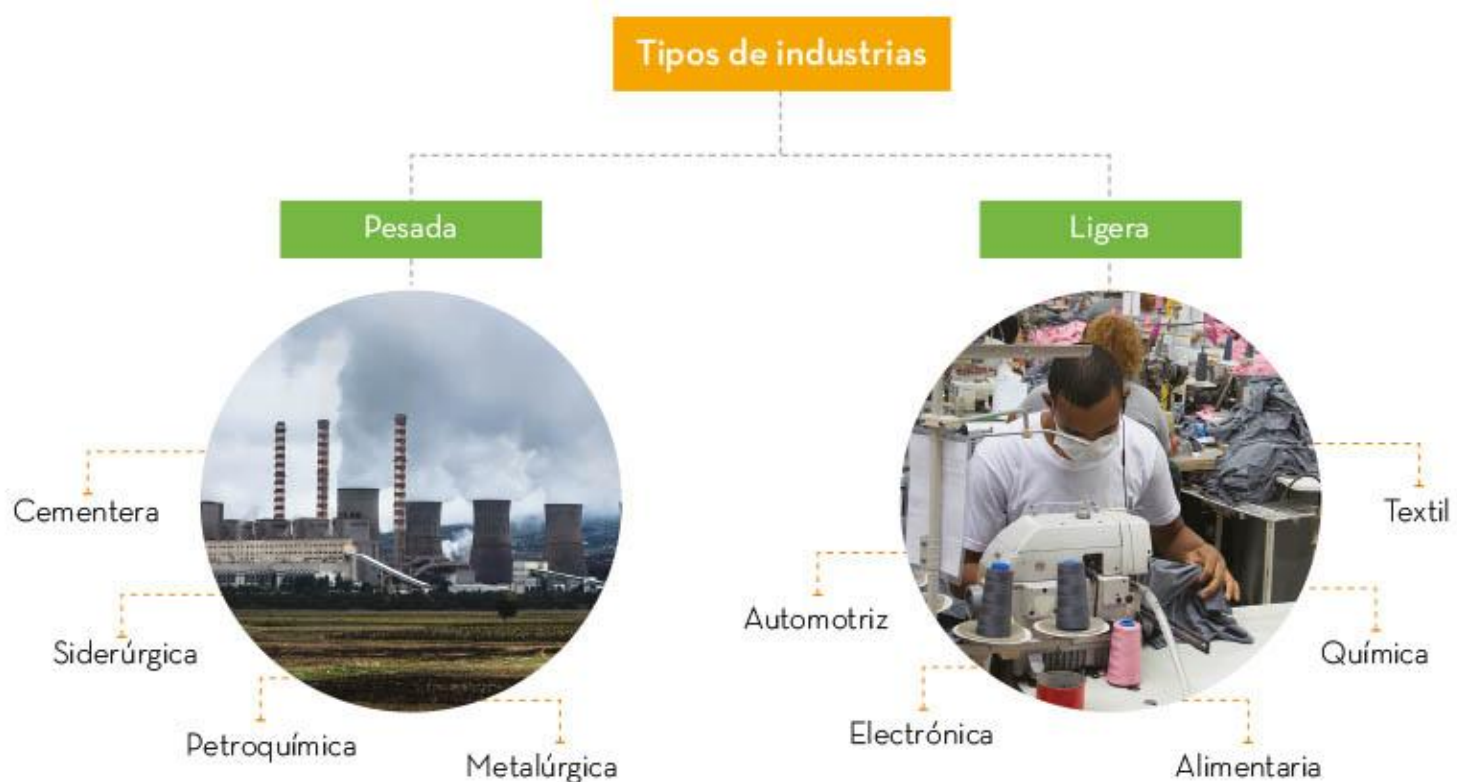 Tipos de industrias
Pesada
Ligera
Cementera
Siderúrgica
Petroquímica
Metalúrgica
Automotriz
Electrónica
Textil
Química
Alimentaria